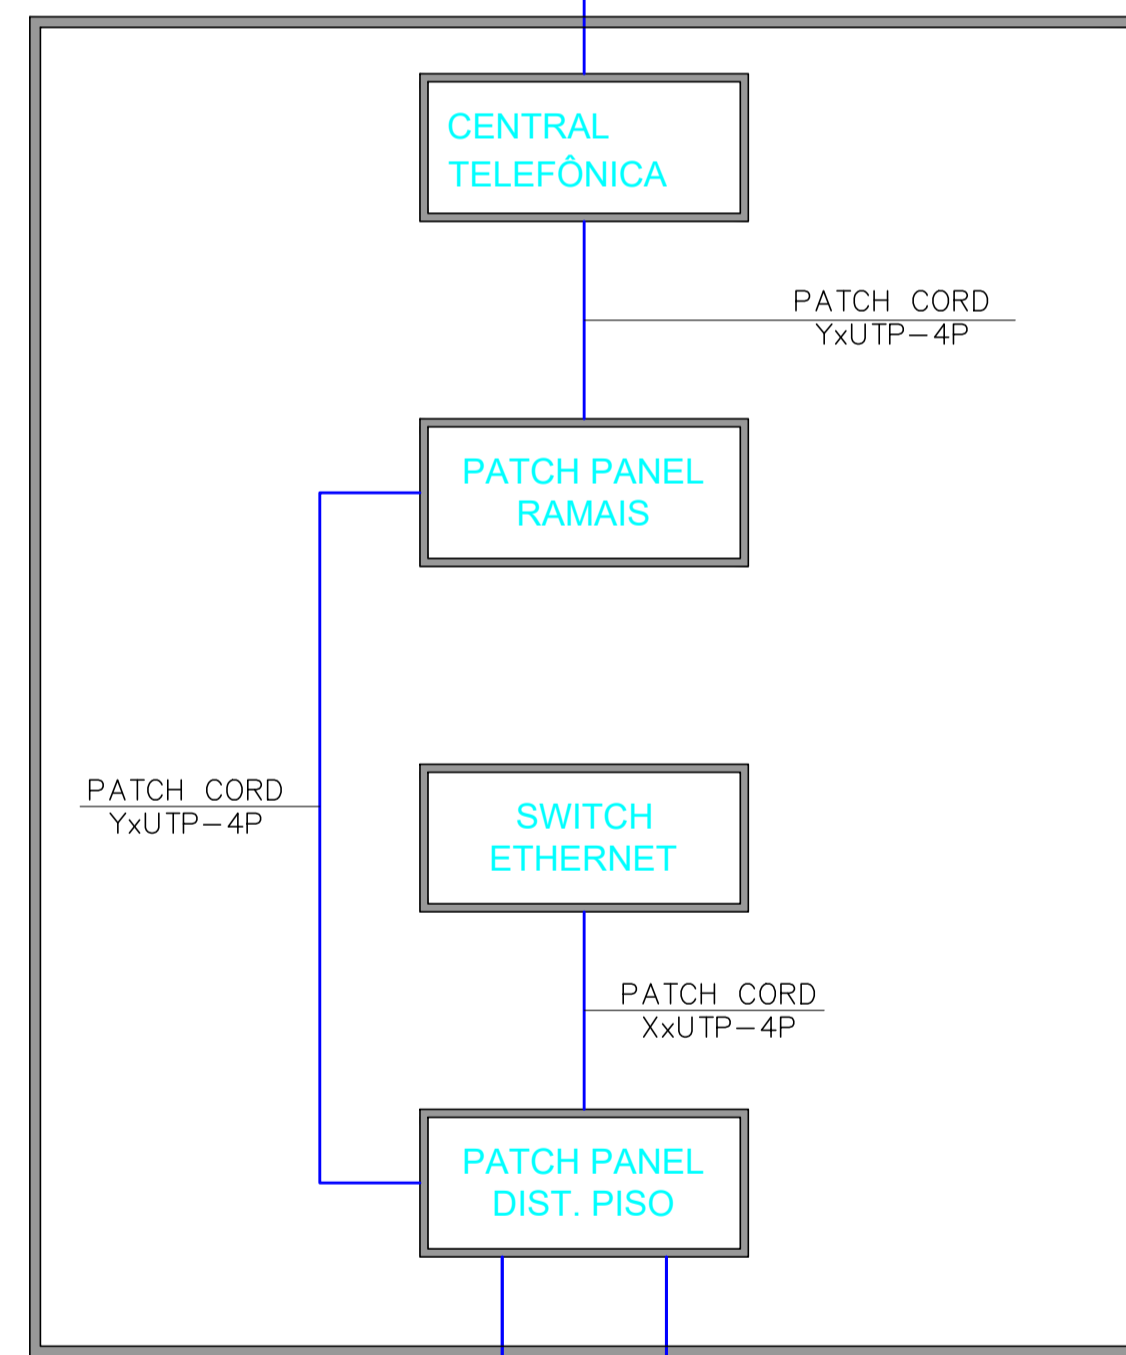 CENTRAL
TELEFÔNICA
PATCH CORD
YxUTP-4P
PATCH PANEL
RAMAIS
PATCH CORD
YxUTP-4P
SWITCH
ETHERNET
PATCH CORD
XxUTP-4P
PATCH PANEL
DIST. PISO